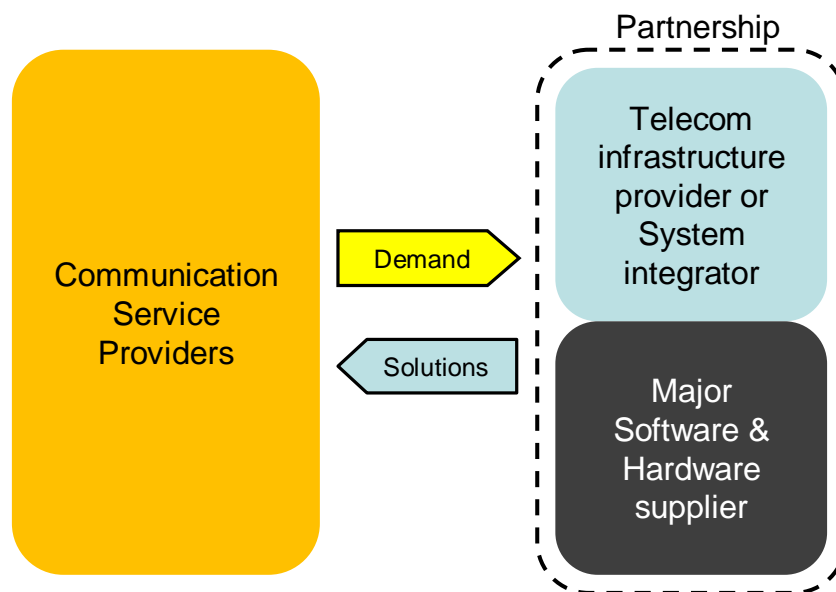 Partnership
Communication
Service
Providers
Demand
Solutions
Telecom
infrastructure
provider or
System
integrator
Major
Software &
Hardware
supplier